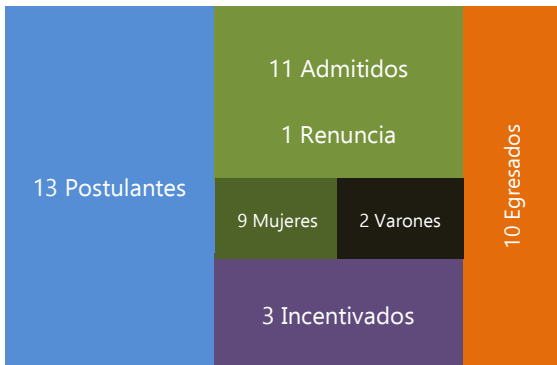 13 Postulantes
11 Admitidos
1 Renuncia
9 Mujeres
2 Varones
3 Incentivados
10 Egresados